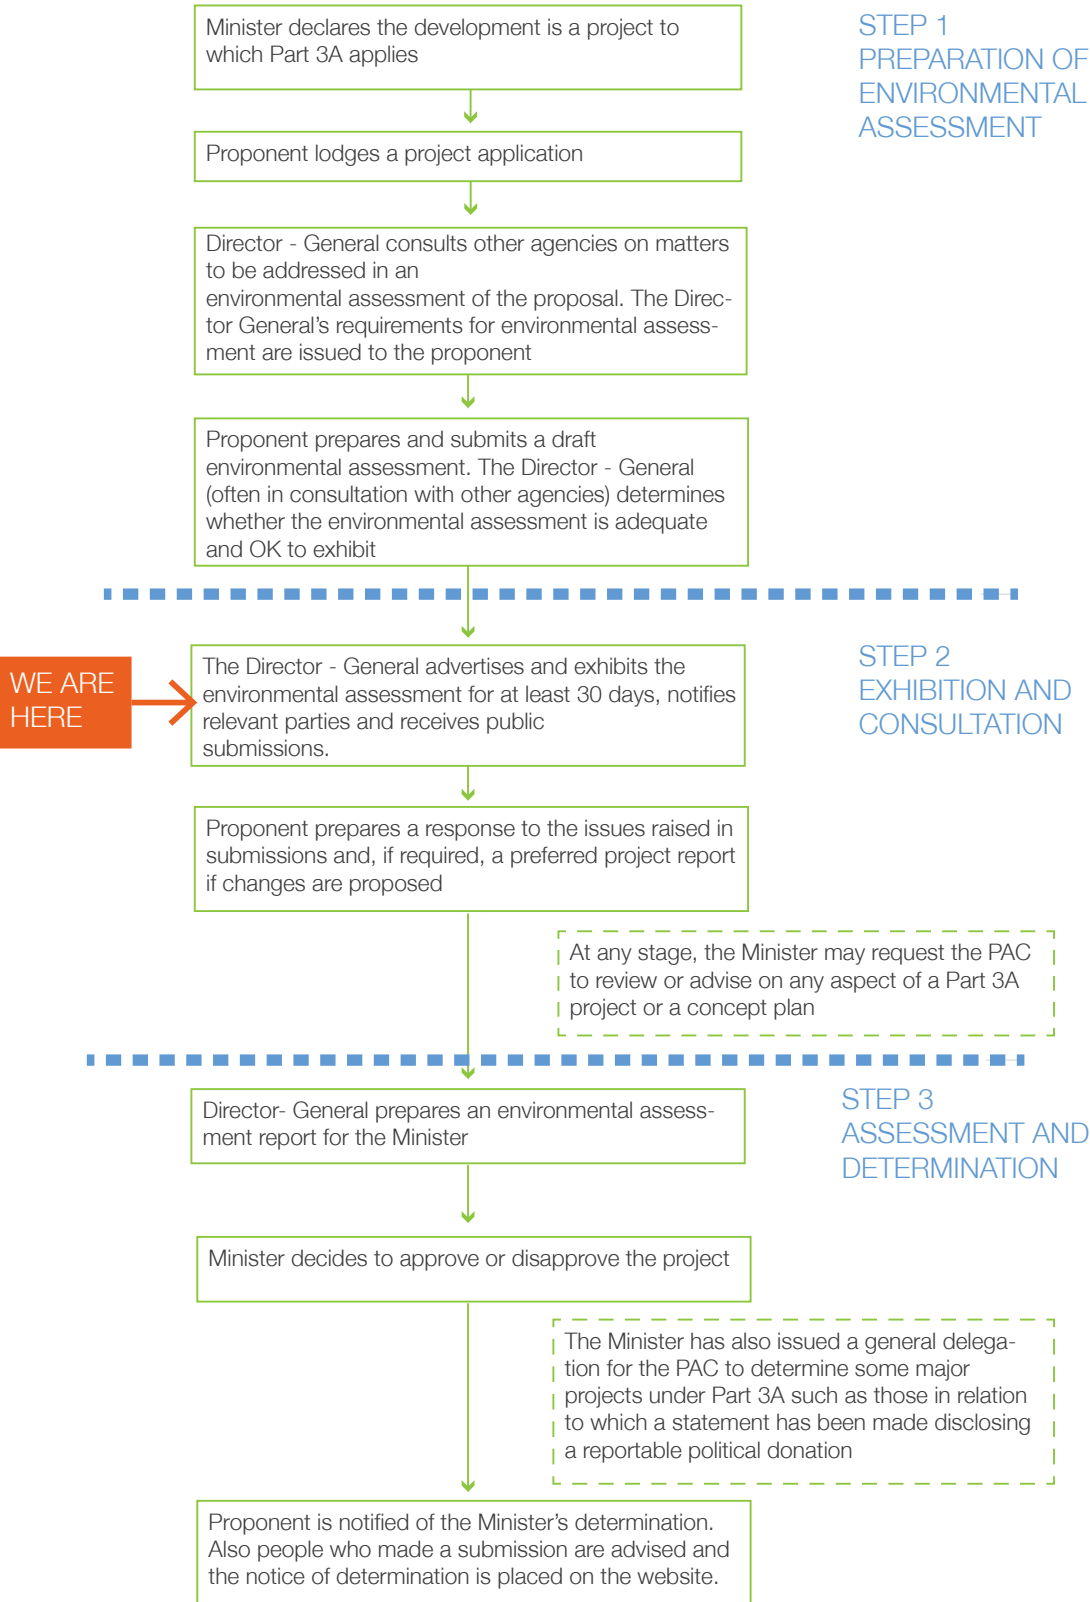 Minister declares the development is a project to
which Part 3A applies
STEP 1
PREPARATION OF
ENVIRONMENTAL
ASSESSMENT
Proponent lodges a project application
Director - General consults other agencies on matters
to be addressed in an
environmental assessment of the proposal. The Direc-
tor General's requirements for environmental assess-
ment are issued to the proponent
Proponent prepares and submits a draft
environmental assessment. The Director - General
(often in consultation with other agencies) determines
whether the environmental assessment is adequate
and OK to exhibit
WE ARE
HERE
The Director - General advertises and exhibits the
environmental assessment for at least 30 days, notifies
relevant parties and receives public
submissions.
STEP 2
EXHIBITION AND
CONSULTATION
Proponent prepares a response to the issues raised in
submissions and, if required, a preferred project report
if changes are proposed
At any stage, the Minister may request the PAC
to review or advise on any aspect of a Part 3A
project or a concept plan
Director- General prepares an environmental assess-
ment report for the Minister
STEP 3
ASSESSMENT AND
DETERMINATION
Minister decides to approve or disapprove the project
The Minister has also issued a general delega-
tion for the PAC to determine some major
projects under Part 3A such as those in relation
to which a statement has been made disclosing
a reportable political donation
Proponent is notified of the Minister's determination.
Also people who made a submission are advised and
the notice of determination is placed on the website.